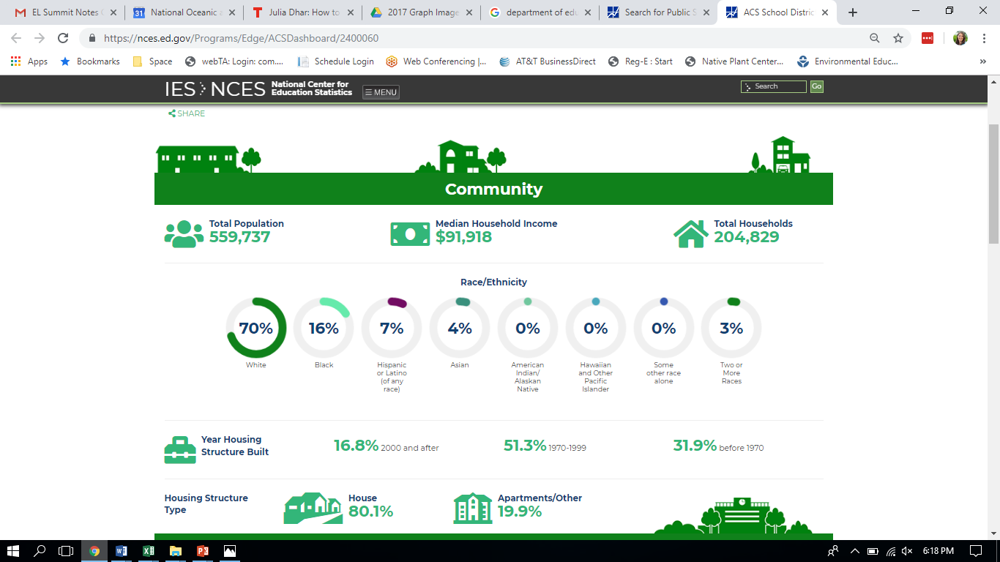 EL Summit Notes
National Oceanic a
Julia Dhar: How to
2017 Graph Image
department of edu
Search for Public S
ACS School Distric
https://nces.ed.gov/Programs/Edge/ACSDashboard/2400060
Apps
Bookmarks
Space
webTA: Login: com....
Schedule Login
Web Conferencing |...
AT&T BusinessDirect
Reg-E : Start
Native Plant Center...
Environmental Educ...
IES NCES National Center for
Education Statistics
MENU
Search
Go
SHARE
Community
Total Population
559,737
Median Household Income
$91,918
Total Households
204,829
Race/Ethnicity
70%
White
16%
Black
7%
Hispanic
or Latino
(of any
race)
4%
Asian
0%
American
Indian/
Alaskan
Native
0%
Hawaiian
and Other
Pacific
Islander
0%
Some
other race
alone
3%
Two or
More
Races
Year Housing
Structure Built
16.8% 2000 and after
51.3% 1970-1999
31.9% before 1970
Housing Structure
Type
House
80.1%
Apartments/Other
19.9%
6:18 PM